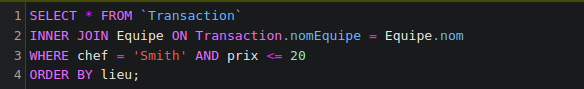 1 SELECT * FROM `Transaction`
2 INNER JOIN Equipe ON Transaction.nomEquipe = Equipe.nom
3 WHERE chef = 'Smith' AND prix <= 20
4 ORDER BY lieu;